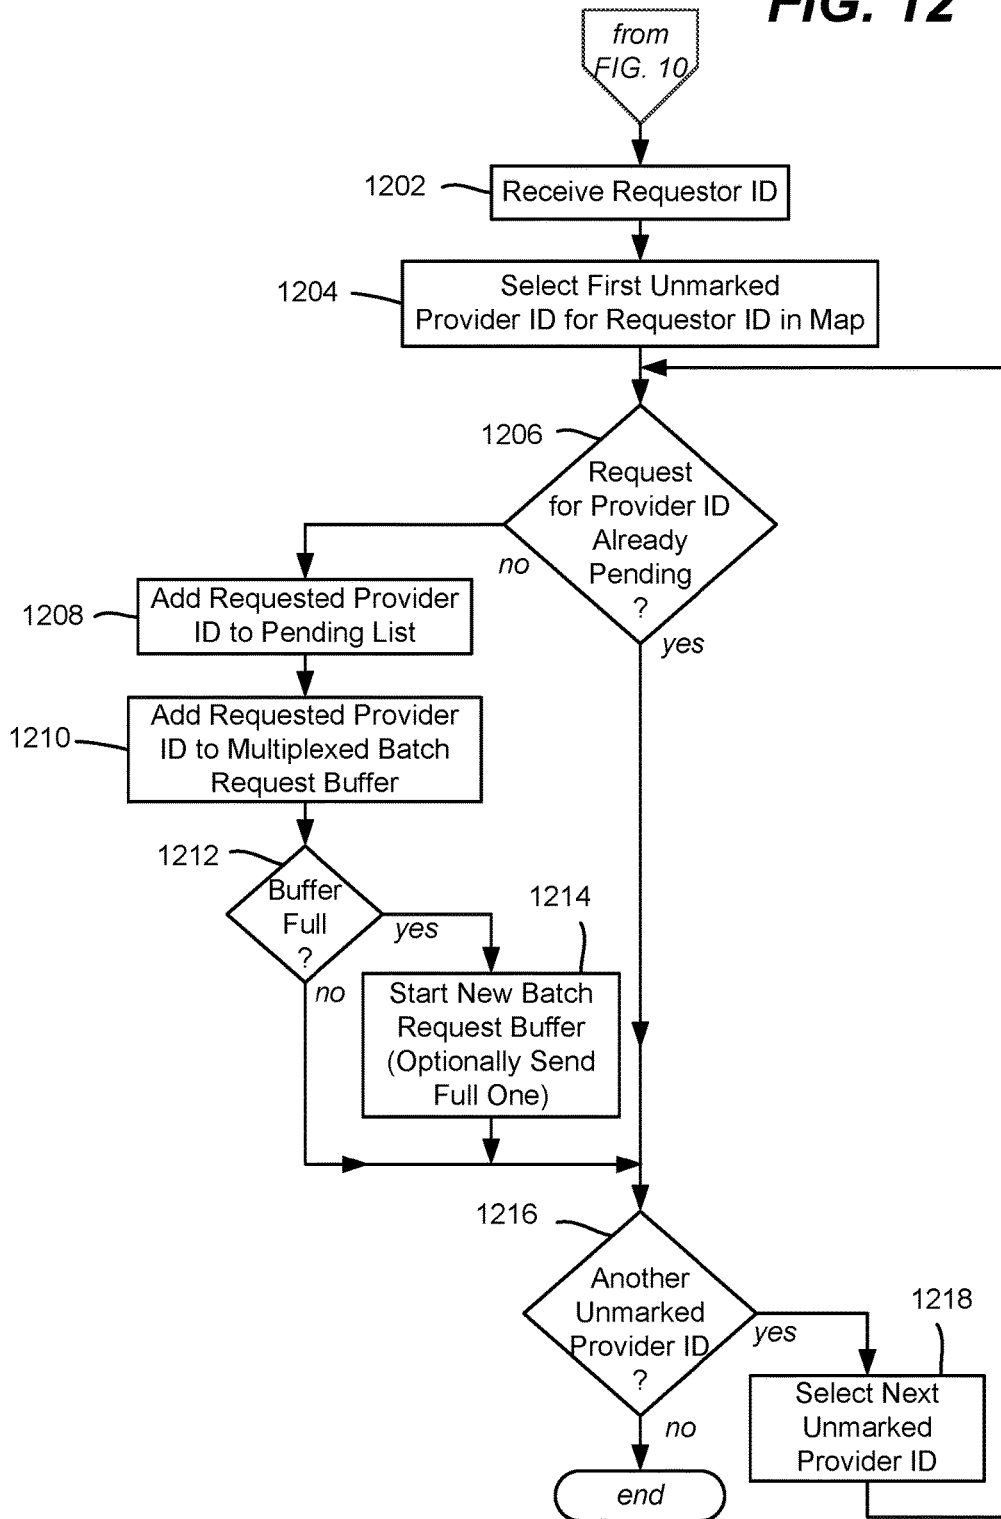 FIG. 12
from
FIG. 10
1202
Receive Requestor ID
1204
Select First Unmarked
Provider ID for Requestor ID in Map
1206
Request
for Provider ID
Already
Pending
?
no
yes
1208
Add Requested Provider
ID to Pending List
1210
Add Requested Provider
ID to Multiplexed Batch
Request Buffer
1212
Buffer
Full
?
yes
no
1214
Start New Batch
Request Buffer
(Optionally Send
Full One)
1216
Another
Unmarked
Provider ID
?
yes
no
1218
Select Next
Unmarked
Provider ID
end